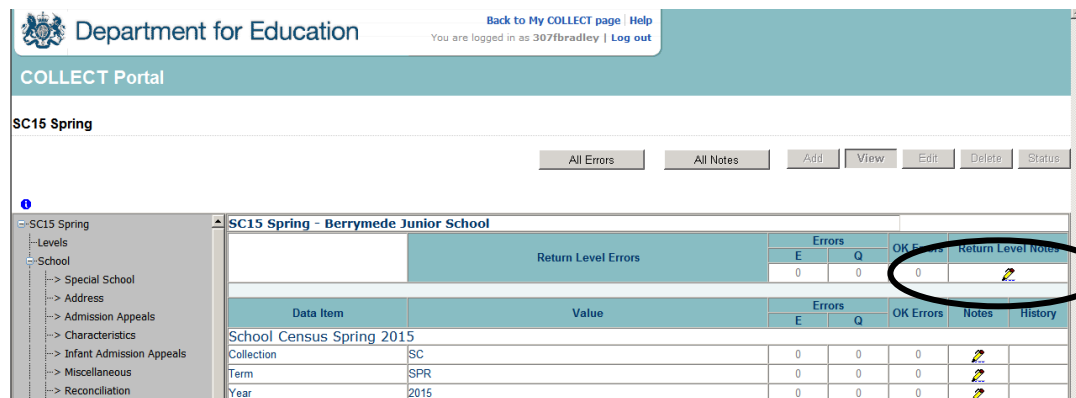 Department for Education
Back to My COLLECT page | Help
You are logged in as 307fbradley | Log out
COLLECT Portal
SC15 Spring
All Errors All Notes Add View Edit Delete Status
SC15 Spring
Levels
School
--> Special School
--> Address
--> Admission Appeals
--> Characteristics
--> Infant Admission Appeals
--> Miscellaneous
--> Reconciliation
SC15 Spring - Berrymede Junior School
Return Level Errors Errors OK Errors Return Level Notes
E Q
0 0 0
Data Item Value Errors OK Errors Notes History
E Q
School Census Spring 2015
Collection SC 0 0 0
Term SPR 0 0 0
Year 2015 0 0 0